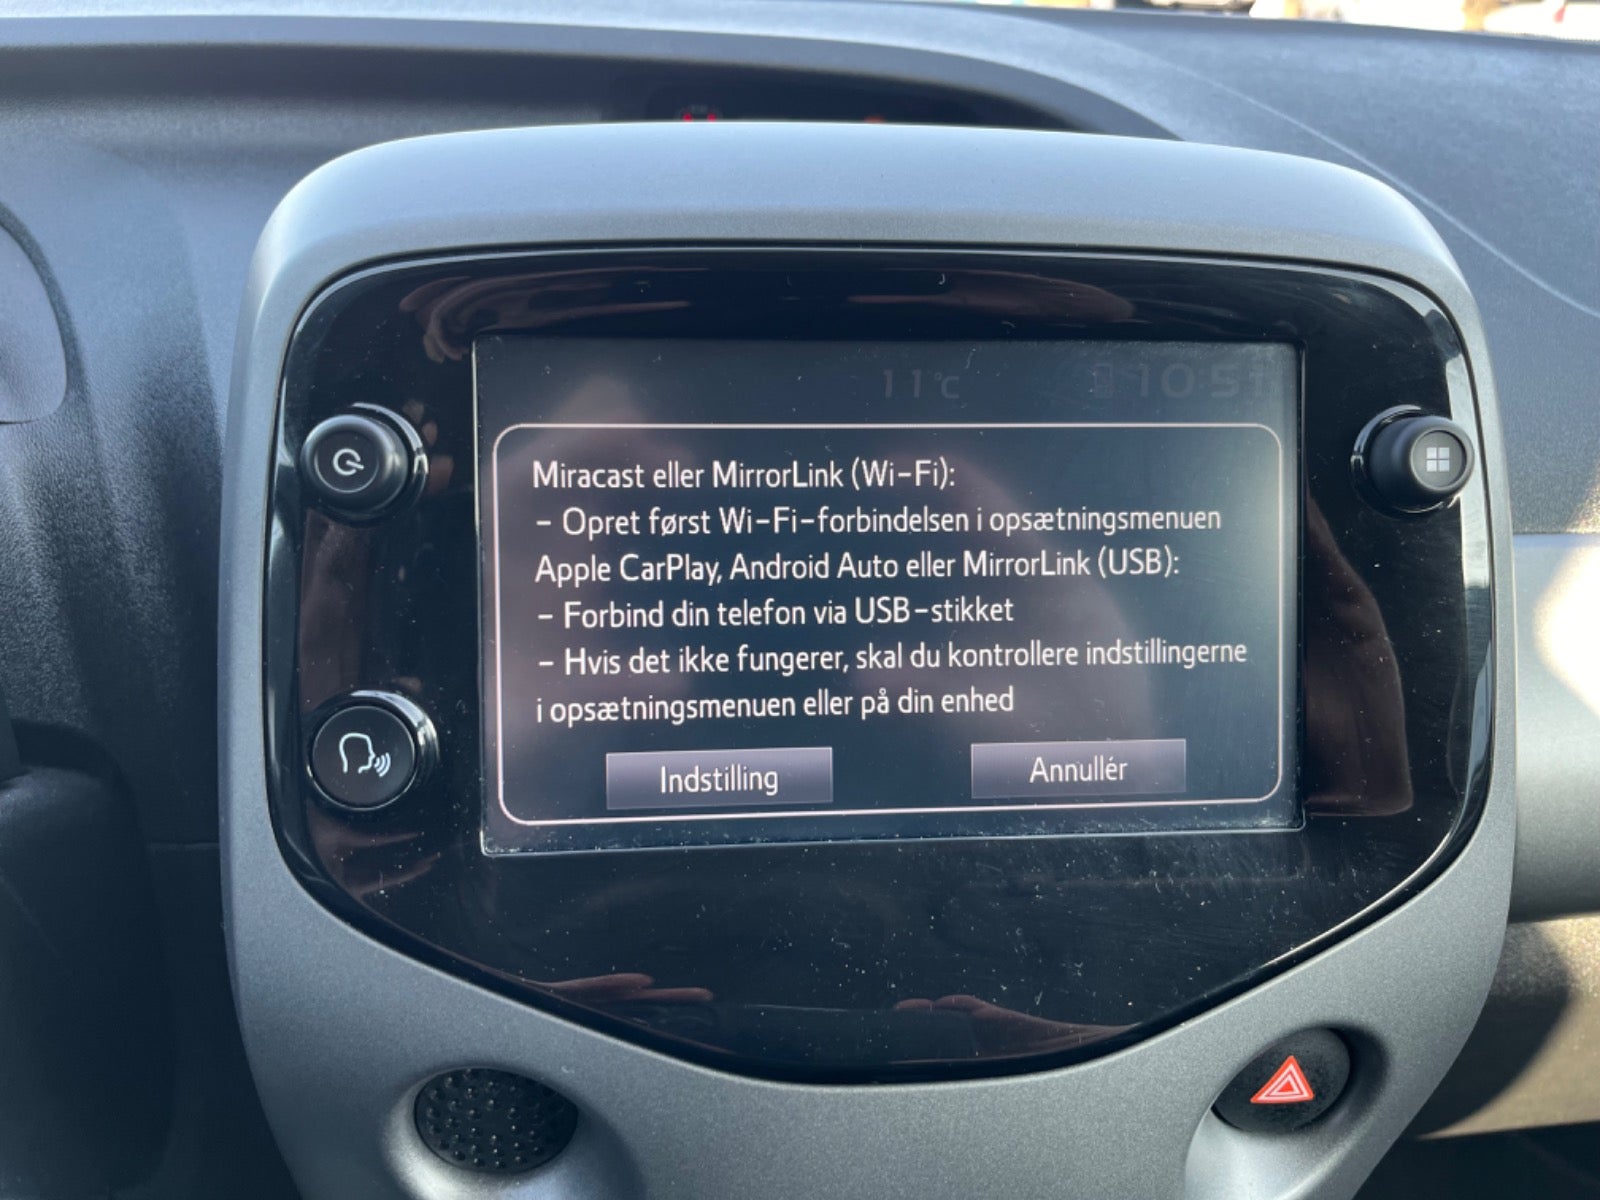 11°C 10:51
Miracast eller MirrorLink (Wi-Fi):
- Opret først Wi-Fi-forbindelsen i opsætningsmenuen
Apple CarPlay, Android Auto eller MirrorLink (USB):
- Forbind din telefon via USB-stikket
- Hvis det ikke fungerer, skal du kontrollere indstillingerne
i opsætningsmenuen eller på din enhed
Indstilling Annullér